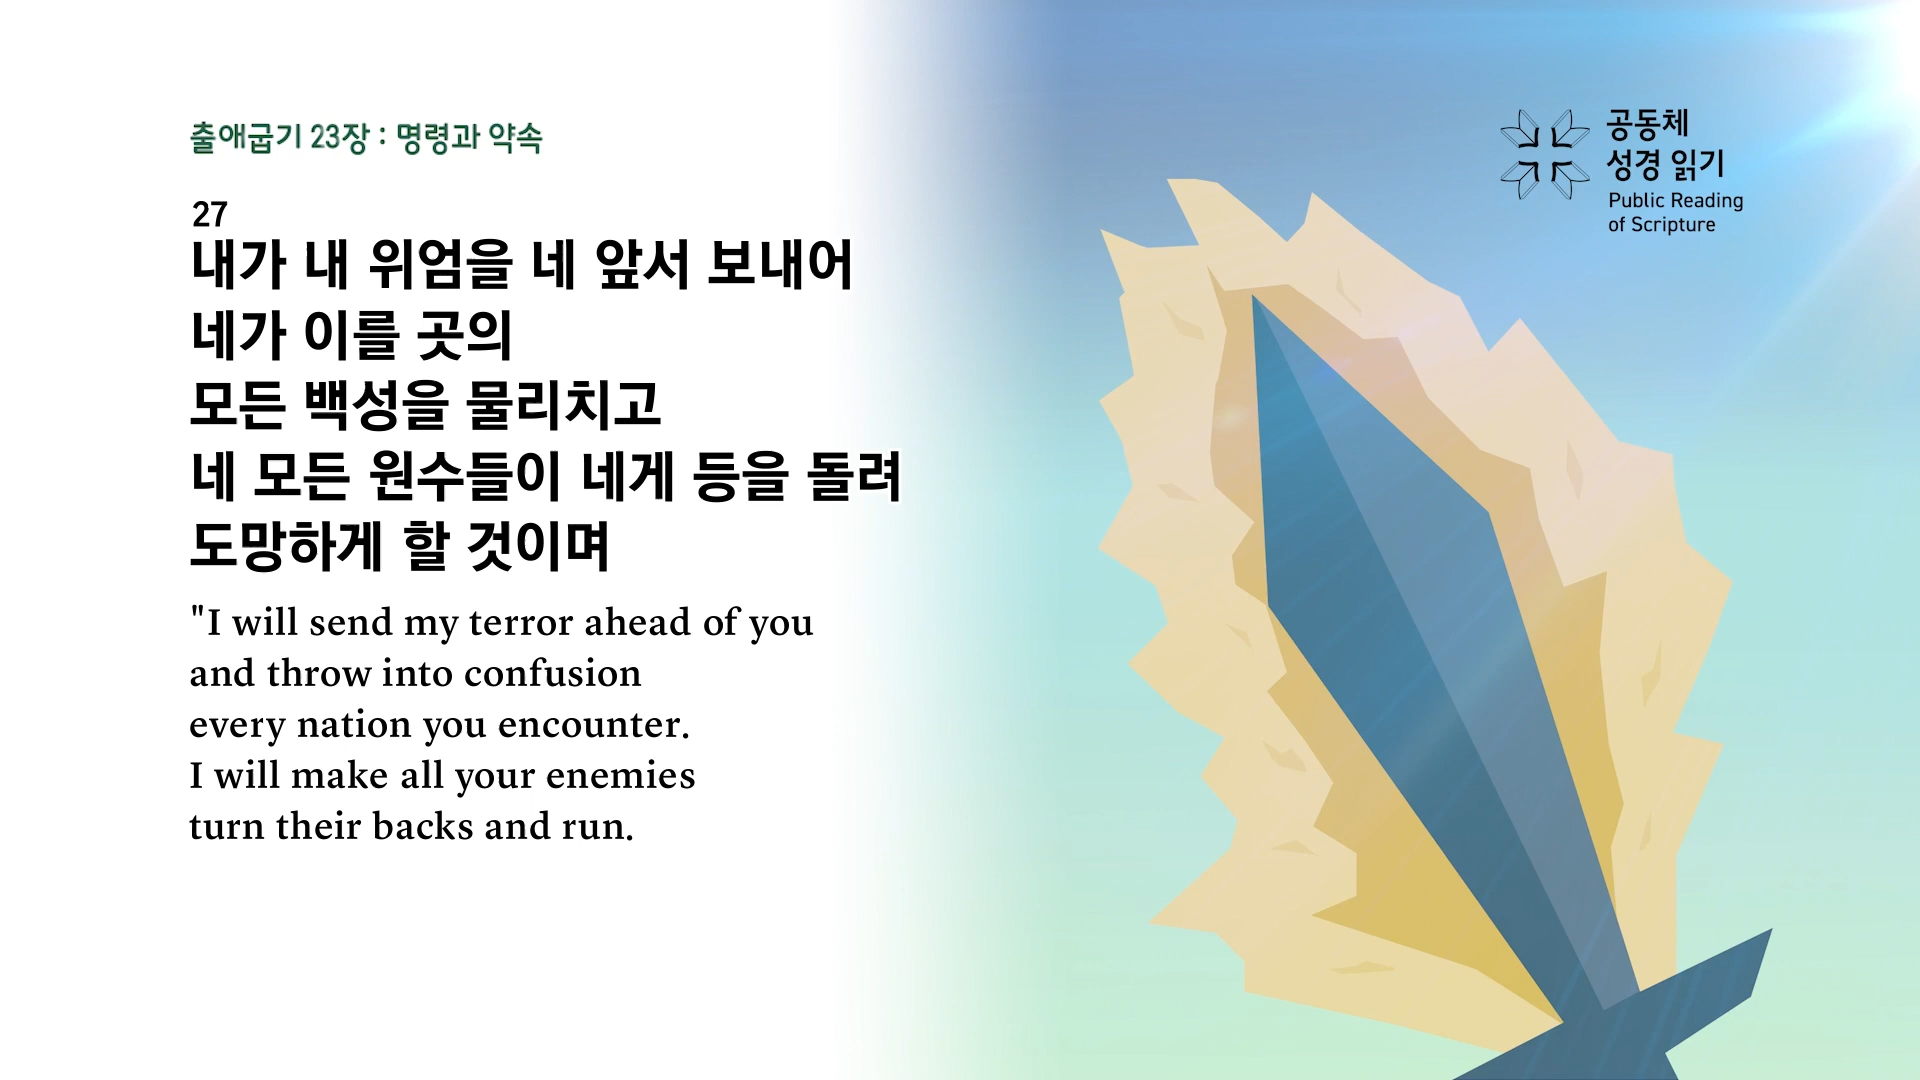 출애굽기 23장 : 명령과 약속
27
내가 내 위엄을 네 앞서 보내어
네가 이를 곳의
모든 백성을 물리치고
네 모든 원수들이 네게 등을 돌려
도망하게 할 것이며
"I will send my terror ahead of you
and throw into confusion
every nation you encounter.
I will make all your enemies
turn their backs and run.
공동체
성경 읽기
Public Reading
of Scripture